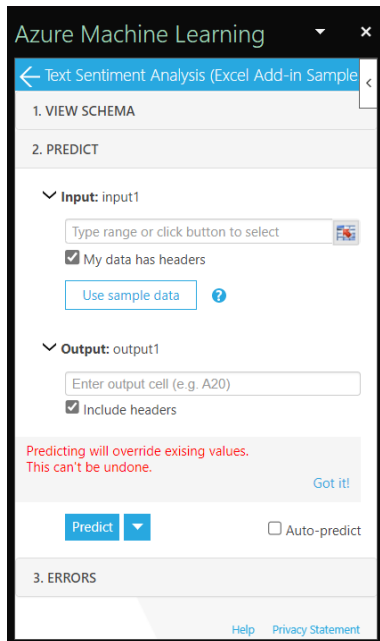 Azure Machine Learning
Text Sentiment Analysis (Excel Add-in Sample
1. VIEW SCHEMA
2. PREDICT
Input: input1
Type range or click button to select
My data has headers
Use sample data
?
Output: output1
Enter output cell (e.g. A20)
Include headers
Predicting will override exising values.
This can't be undone.
Got it!
Predict
Auto-predict
3. ERRORS
Help Privacy Statement